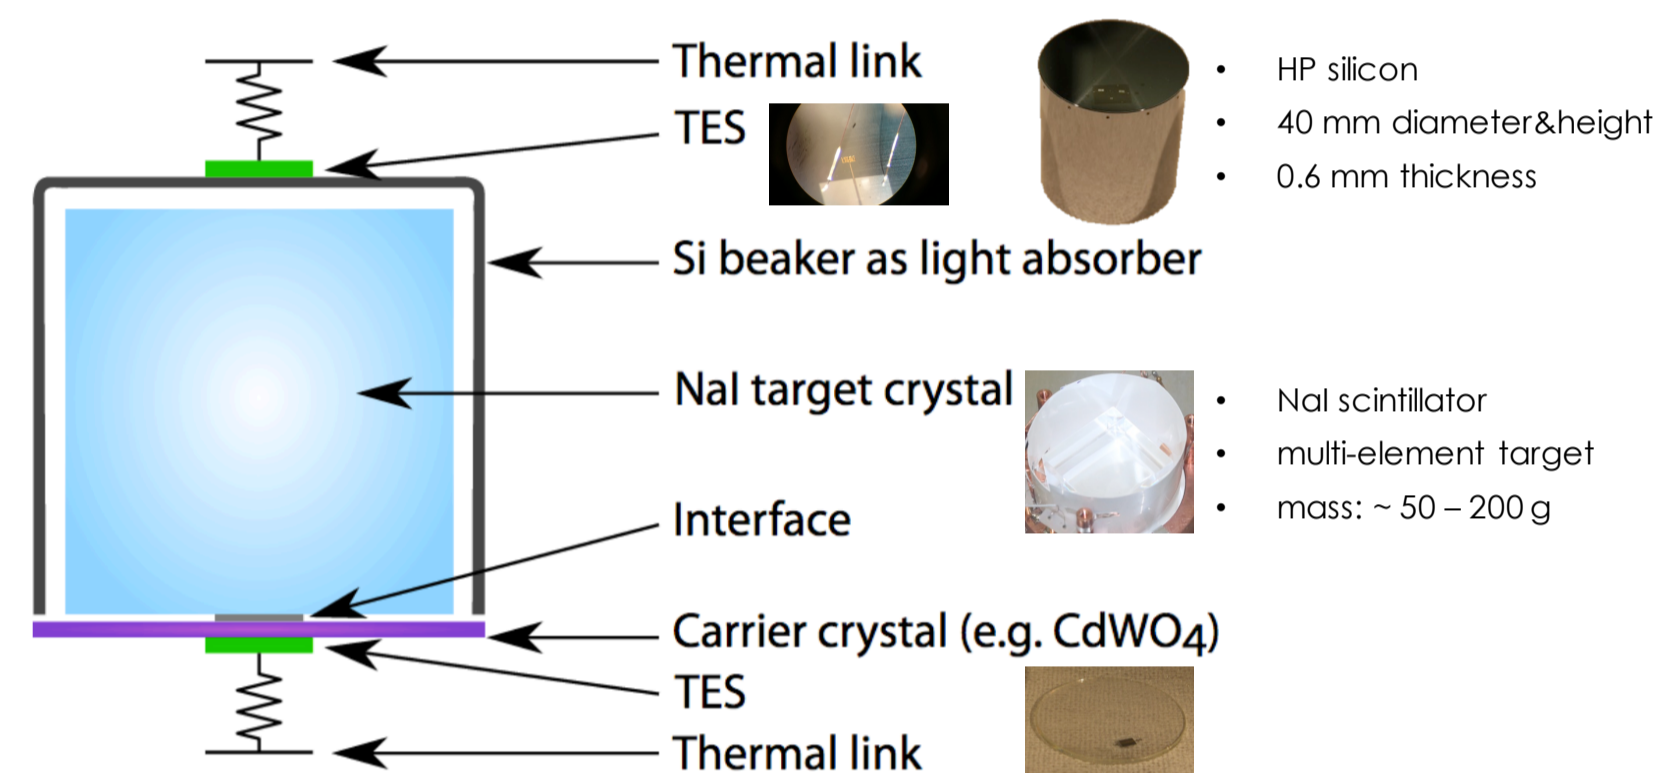 Thermal link
TES
Si beaker as light absorber
NaI target crystal
Interface
Carrier crystal (e.g. CdWO4)
TES
Thermal link
• HP silicon
• 40 mm diameter&height
• 0.6 mm thickness
• NaI scintillator
• multi-element target
• mass: ~ 50 – 200 g